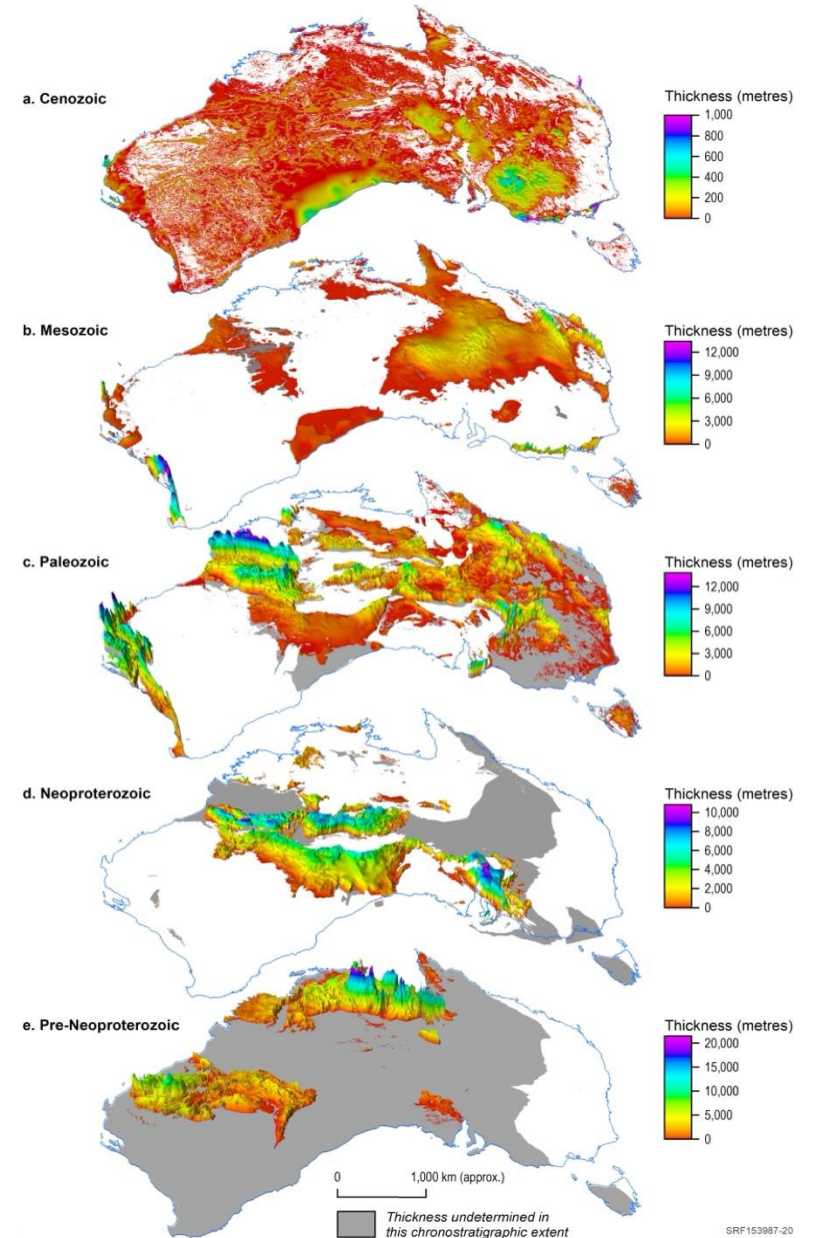 a. Cenozoic
Thickness (metres)
1,000
800
600
400
200
0
b. Mesozoic
Thickness (metres)
12,000
9,000
6,000
3,000
0
c. Paleozoic
Thickness (metres)
12,000
9,000
6,000
3,000
0
d. Neoproterozoic
Thickness (metres)
10,000
8,000
6,000
4,000
2,000
0
e. Pre-Neoproterozoic
Thickness (metres)
20,000
15,000
10,000
5,000
0
0 1,000 km (approx.)
Thickness undetermined in
this chronostratigraphic extent
SRF153987-20